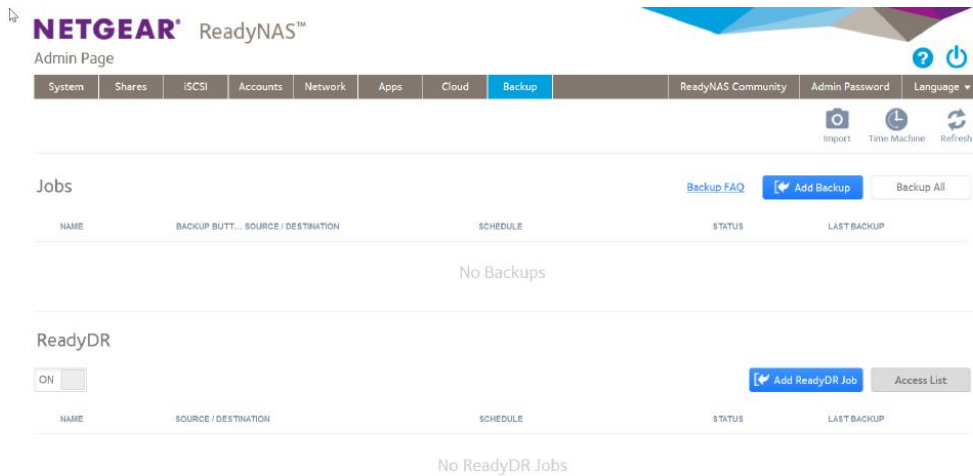 NETGEAR® ReadyNAS™
Admin Page
?
System Shares iSCSI Accounts Network Apps Cloud Backup ReadyNAS Community Admin Password Language
Import Time Machine Refresh
Jobs Backup FAQ Add Backup Backup All
NAME BACKUP BUTT... SOURCE / DESTINATION SCHEDULE STATUS LAST BACKUP
No Backups
ReadyDR
ON Add ReadyDR Job Access List
NAME SOURCE / DESTINATION SCHEDULE STATUS LAST BACKUP
No ReadyDR Jobs